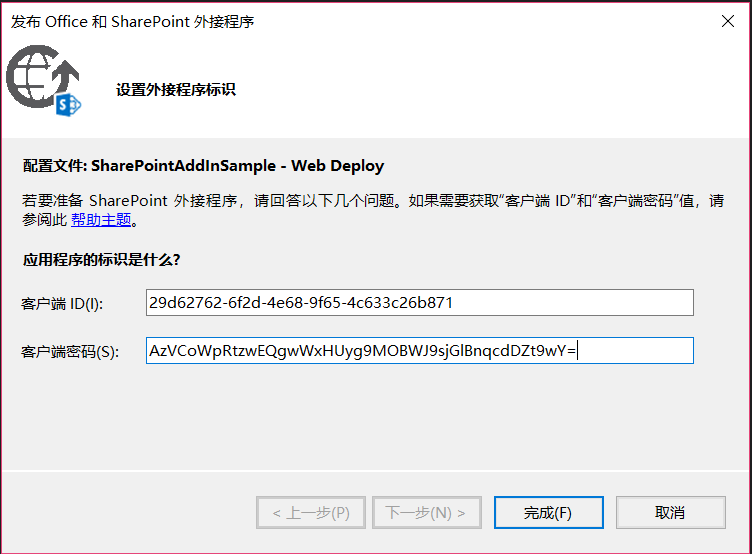 发布 Office 和 SharePoint 外接程序
S
设置外接程序标识
配置文件: SharePointAddInSample - Web Deploy
若要准备 SharePoint 外接程序，请回答以下几个问题。如果需要获取“客户端 ID”和“客户端密码”值，请
参阅此 帮助主题。
应用程序的标识是什么?
客户端 ID(I):
29d62762-6f2d-4e68-9f65-4c633c26b871
客户端密码(S):
AzVCoWpRtzwEQgwWxHUyg9MOBWJ9sjGlBnqcdDZt9wY=
< 上一步(P)
下一步(N) >
完成(F)
取消